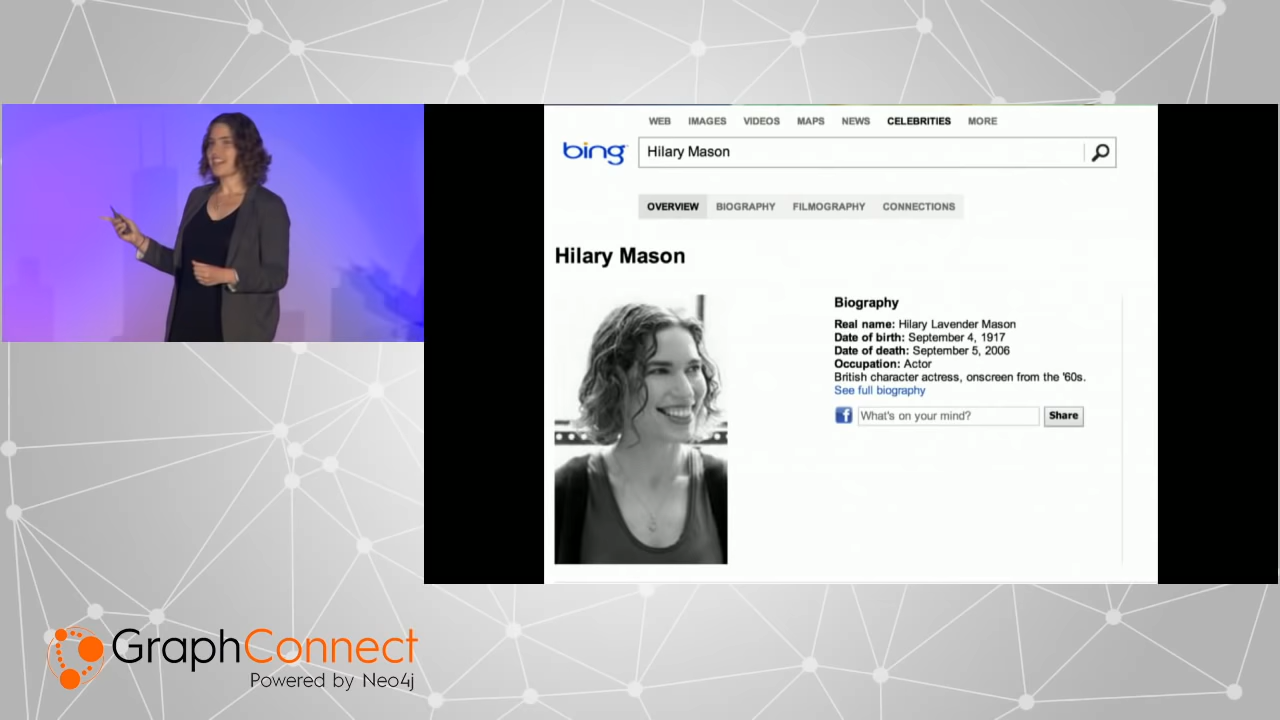 WEB IMAGES VIDEOS MAPS NEWS CELEBRITIES MORE
bing
Hilary Mason
OVERVIEW BIOGRAPHY FILMOGRAPHY CONNECTIONS
Hilary Mason
Biography
Real name: Hilary Lavender Mason
Date of birth: September 4, 1917
Date of death: September 5, 2006
Occupation: Actor
British character actress, onscreen from the '60s.
See full biography
f What's on your mind? Share
GraphConnect
Powered by Neo4j